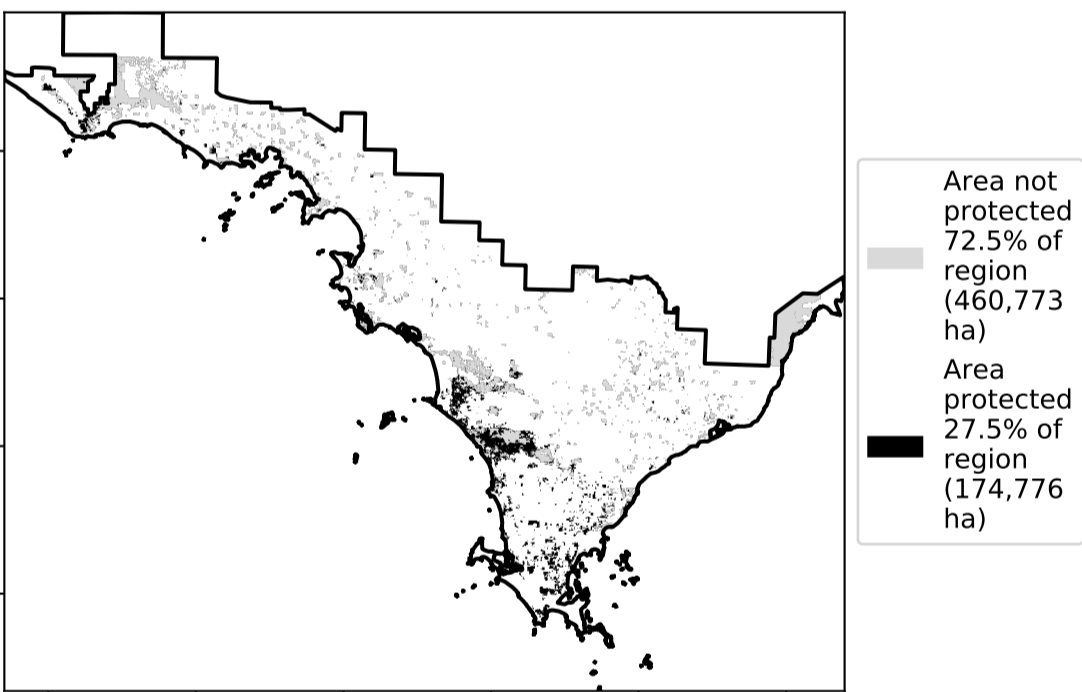 Area not
protected
72.5% of
region
(460,773
ha)
Area
protected
27.5% of
region
(174,776
ha)